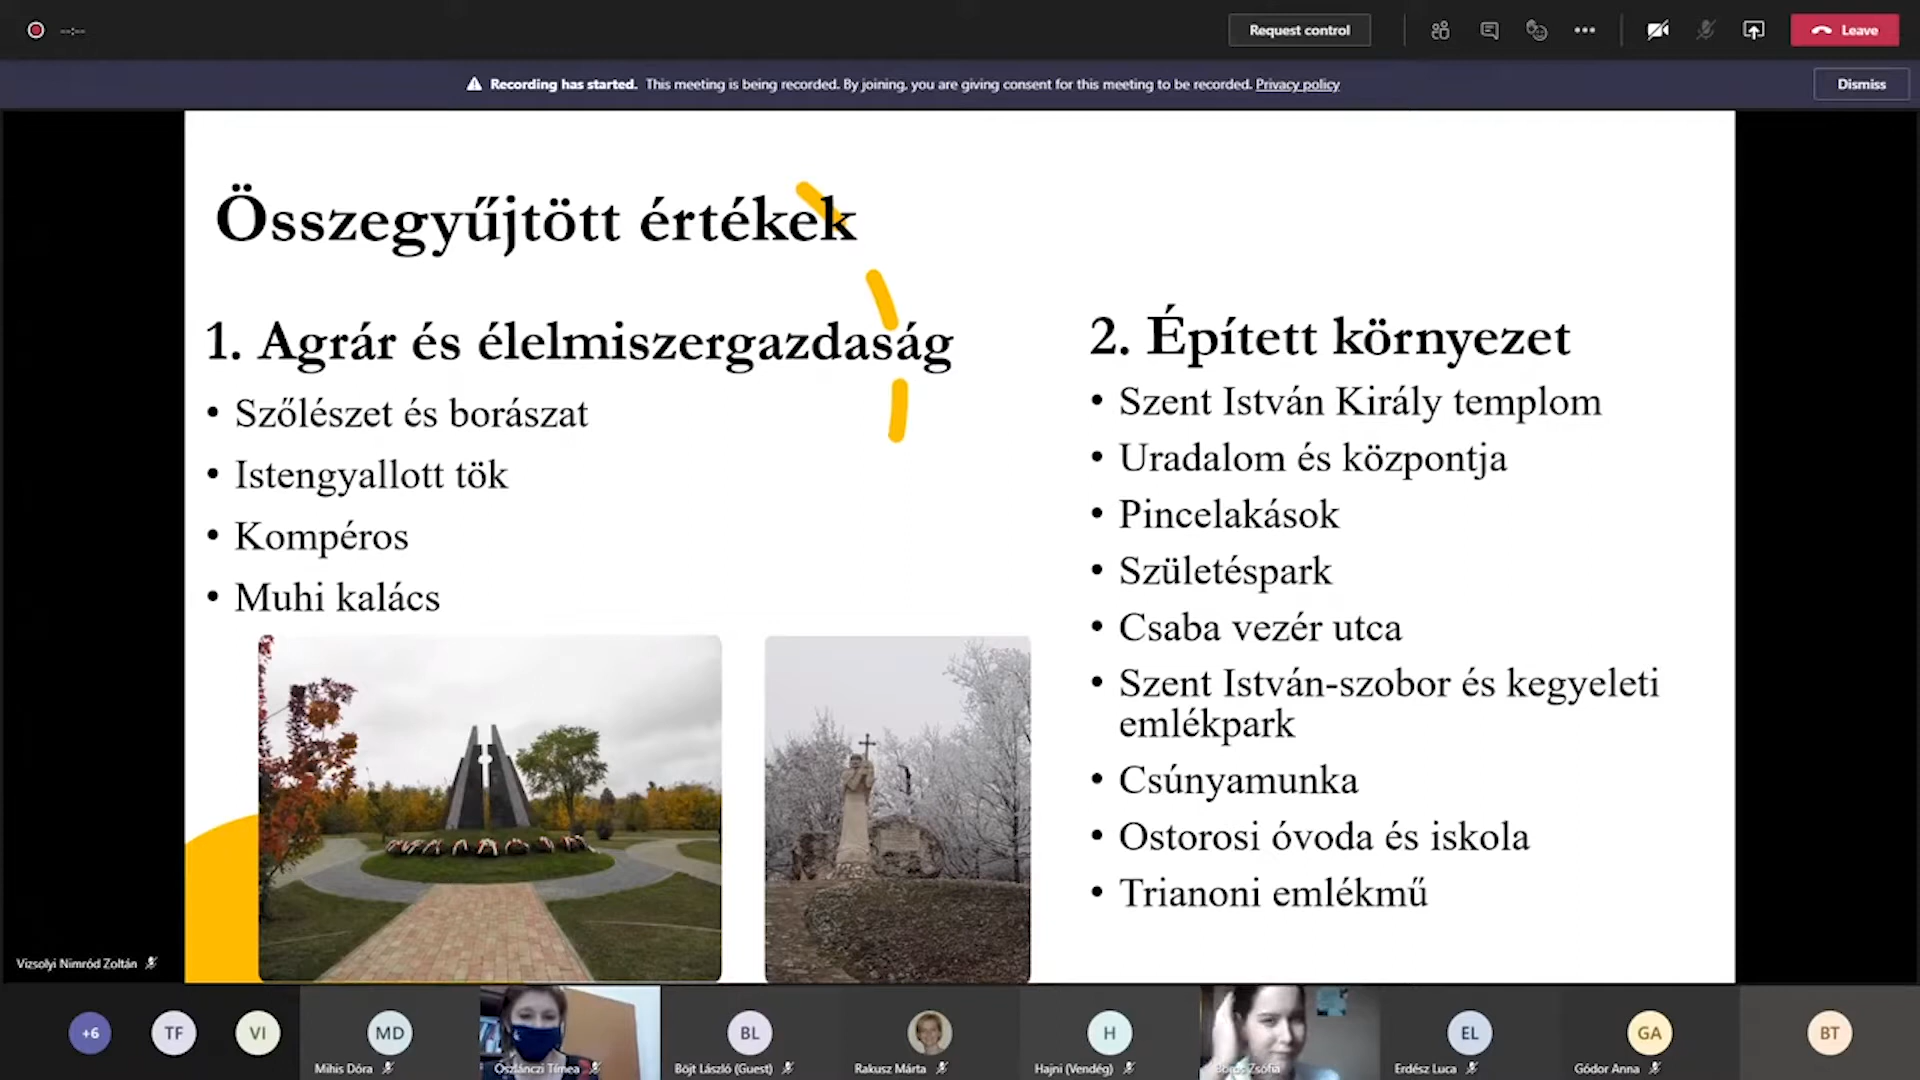 --:--
Request control
Leave
Recording has started. This meeting is being recorded. By joining, you are giving consent for this meeting to be recorded. Privacy policy
Dismiss
Összegyűjtött értékek
1. Agrár és élelmiszergazdaság
• Szőlészet és borászat
• Istengyallott tök
• Kompéros
• Muhi kalács
2. Épített környezet
• Szent István Király templom
• Uradalom és központja
• Pincelakások
• Születéspark
• Csaba vezér utca
• Szent István-szobor és kegyeleti
emlékpark
• Csúnyamunka
• Ostorosi óvoda és iskola
• Trianoni emlékmű
Vizsolyi Nimród Zoltán
+6
TF
VI
MD
Mihis Dóra
Oszlánczi Tímea
BL
Böjt László (Guest)
Rakusz Márta
H
Hajni (Vendég)
Boros Zsófia
EL
Erdész Luca
GA
Gódor Anna
BT